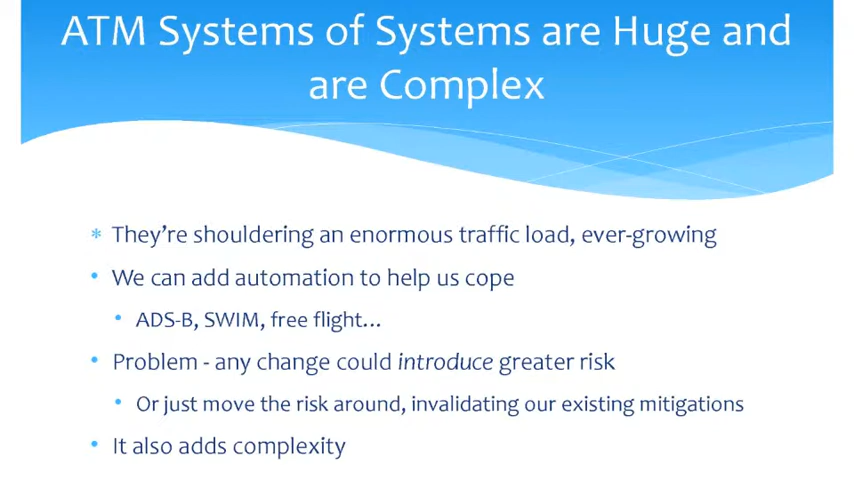 ATM Systems of Systems are Huge and
are Complex
* They're shouldering an enormous traffic load, ever-growing
• We can add automation to help us cope
• ADS-B, SWIM, free flight...
• Problem - any change could introduce greater risk
• Or just move the risk around, invalidating our existing mitigations
• It also adds complexity